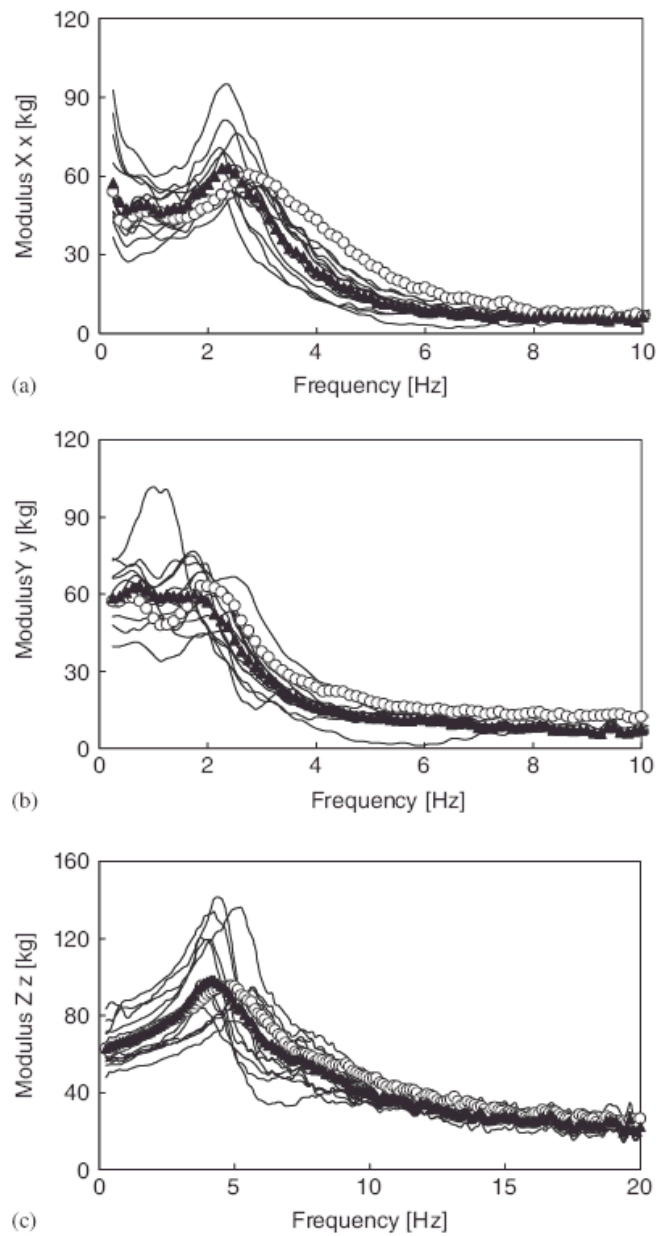 120
90
60
30
0
Modulus X x [kg]
0 2 4 6 8 10
Frequency [Hz]
(a)
120
90
60
30
0
ModulusY y [kg]
0 2 4 6 8 10
Frequency [Hz]
(b)
160
120
80
40
0
Modulus Z z [kg]
0 5 10 15 20
Frequency [Hz]
(c)